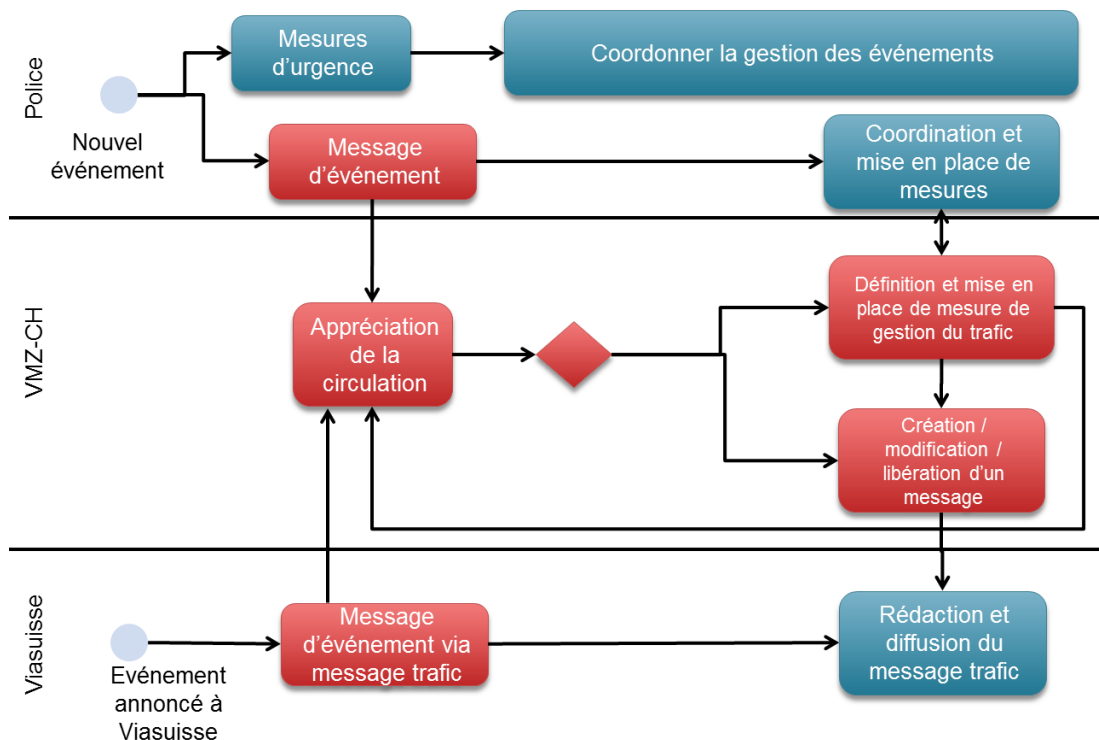 Police
Mesures
d’urgence
Coordonner la gestion des événements
Nouvel
événement
Message
d’événement
Coordination et
mise en place de
mesures
VMZ-CH
Appréciation
de la
circulation
Définition et mise en
place de mesure de
gestion du trafic
Création /
modification /
libération d’un
message
Viasuisse
Evénement
annoncé à
Viasuisse
Message
d’événement via
message trafic
Rédaction et
diffusion du
message trafic